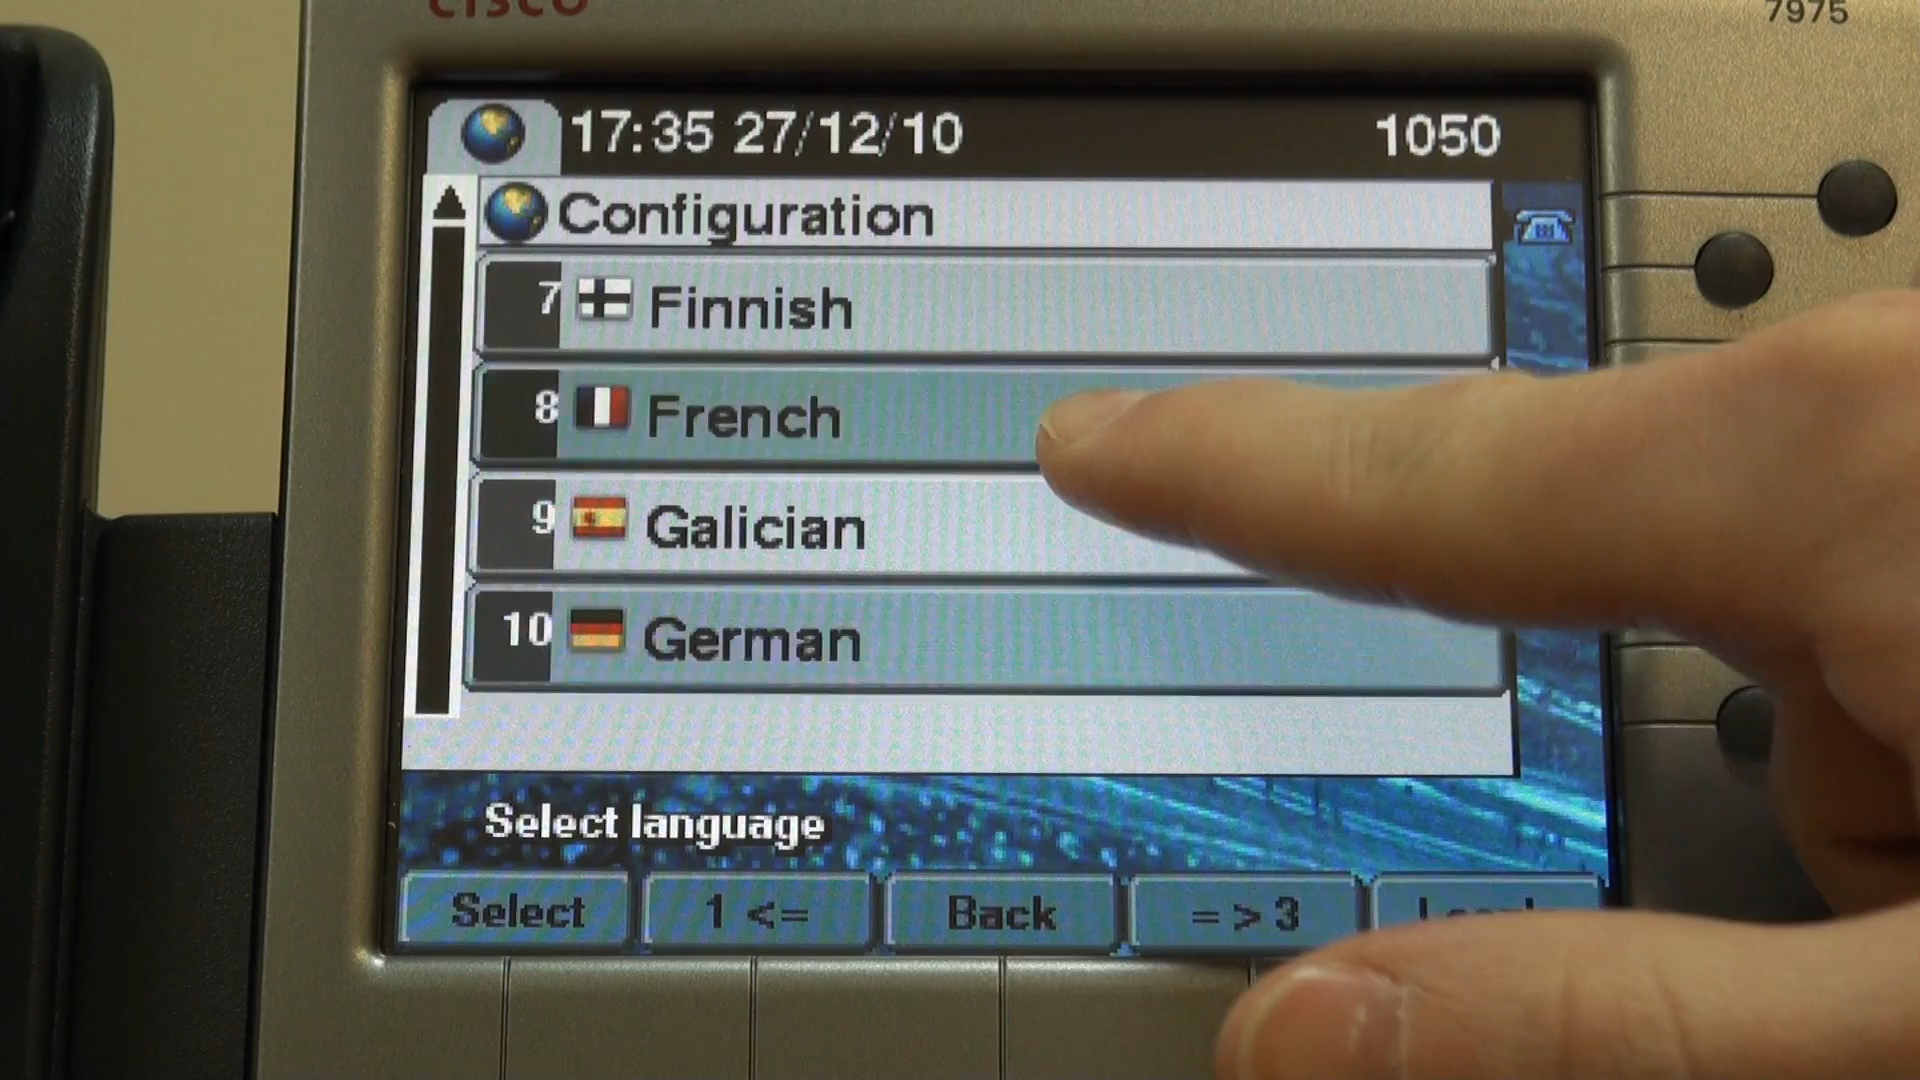 CISCO
7975
17:35 27/12/10 1050
Configuration
7 Finnish
8 French
9 Galician
10 German
Select language
Select 1 <= Back = > 3